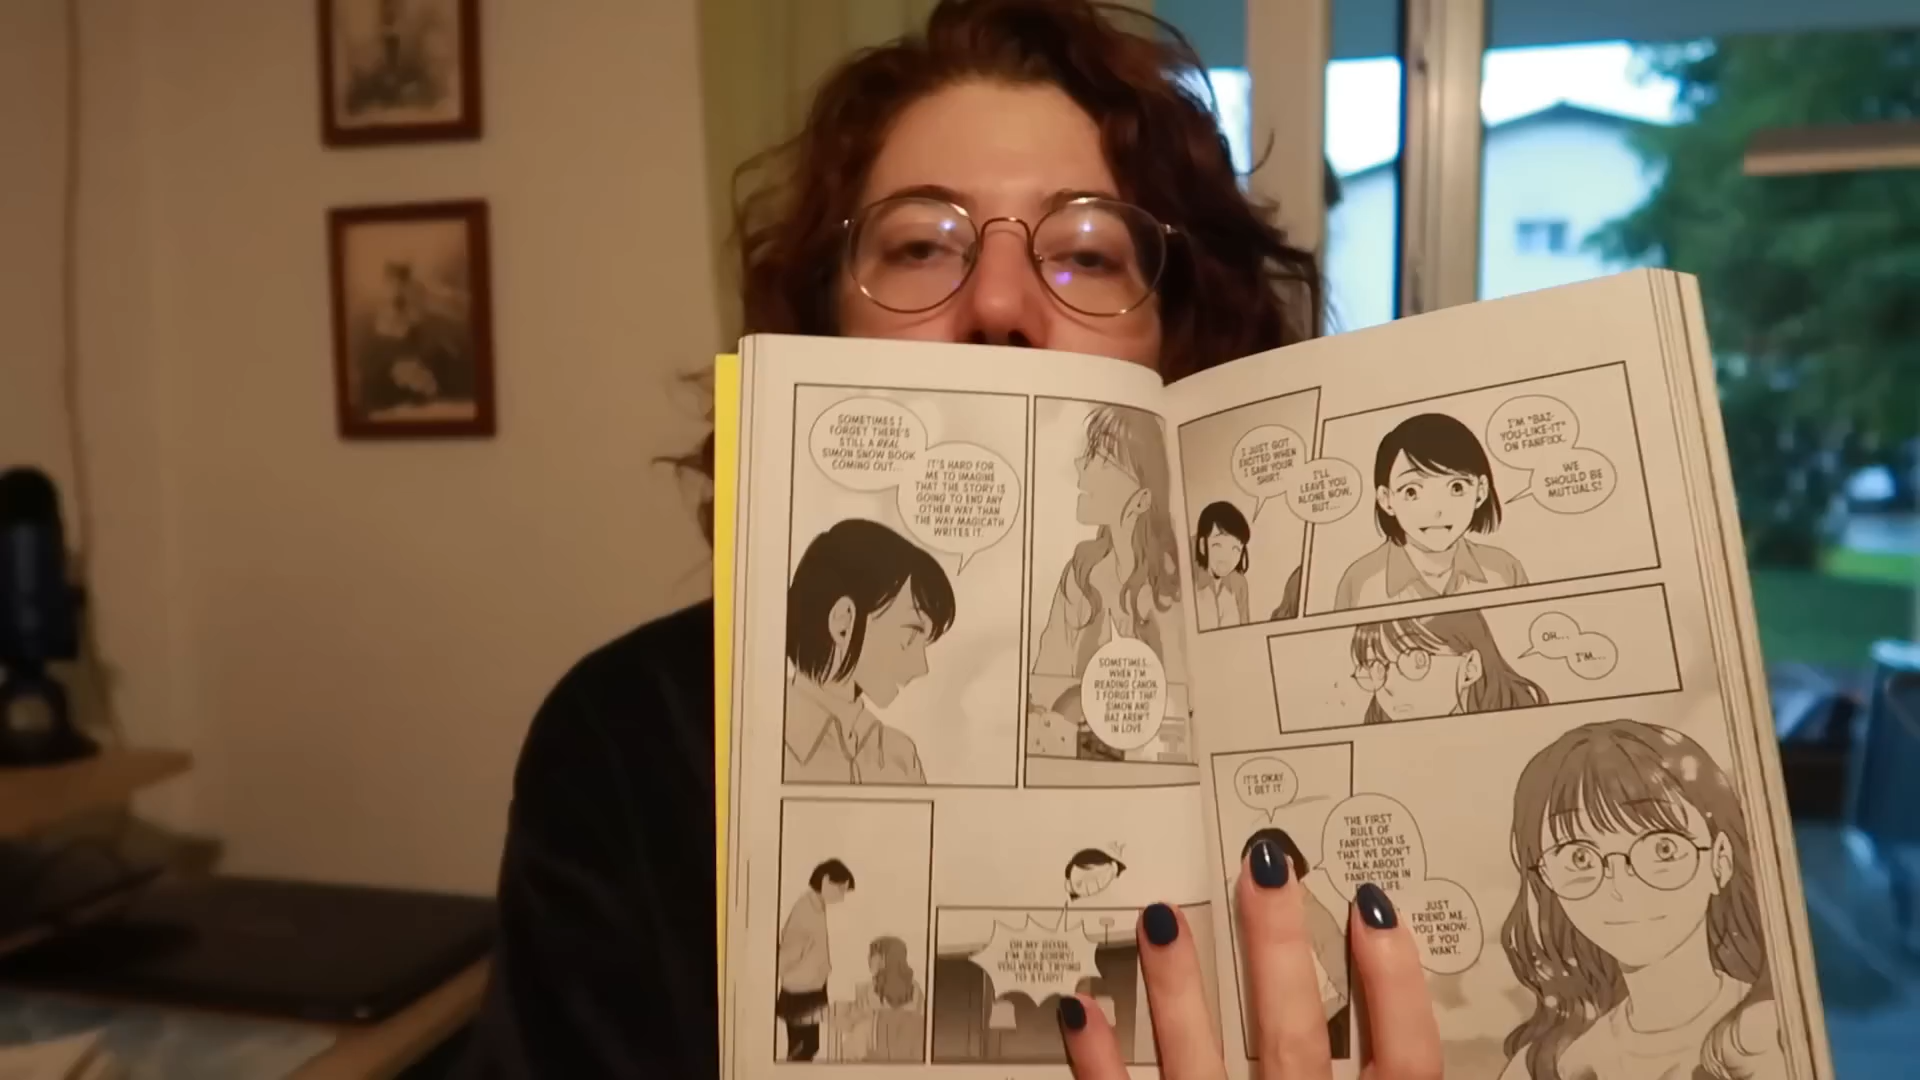 SOMETIMES I
FORGET THERE'S
STILL A REAL
SIMON SNOW BOOK
COMING OUT...
IT'S HARD FOR
ME TO IMAGINE
THAT THE STORY IS
GOING TO END ANY
OTHER WAY THAN
THE WAY MAGICATH
WRITES IT.
SOMETIMES...
WHEN I'M
READING CANON,
I FORGET THAT
SIMON AND
BAZ AREN'T
IN LOVE.
OH MY GOSH,
I'M SO SORRY!
YOU WERE TRYING
TO STUDY!
I JUST GOT
EXCITED WHEN
I SAW YOUR
SHIRT.
I'LL
LEAVE YOU
ALONE NOW,
BUT...
I'M "BAZ-
YOU-LIKE-IT"
ON FANFIXX.
WE
SHOULD BE
MUTUALS!
OH...
I'M...
IT'S OKAY.
I GET IT.
THE FIRST
RULE OF
FANFICTION IS
THAT WE DON'T
TALK ABOUT
FANFICTION IN
LIFE.
JUST
FRIEND ME,
YOU KNOW.
IF YOU
WANT.